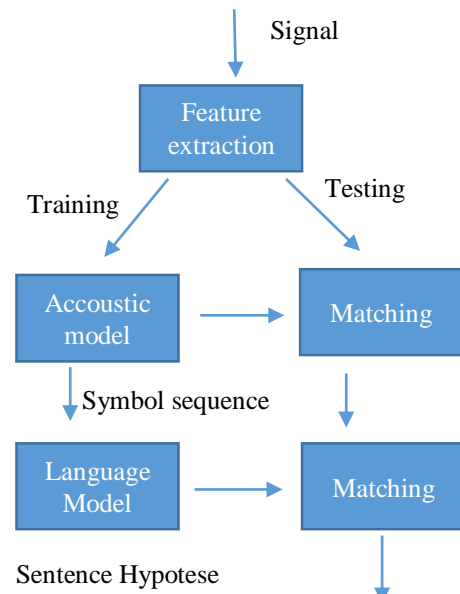 Signal
Feature
extraction
Training
Testing
Accoustic
model
Matching
Symbol sequence
Language
Model
Matching
Sentence Hypotese